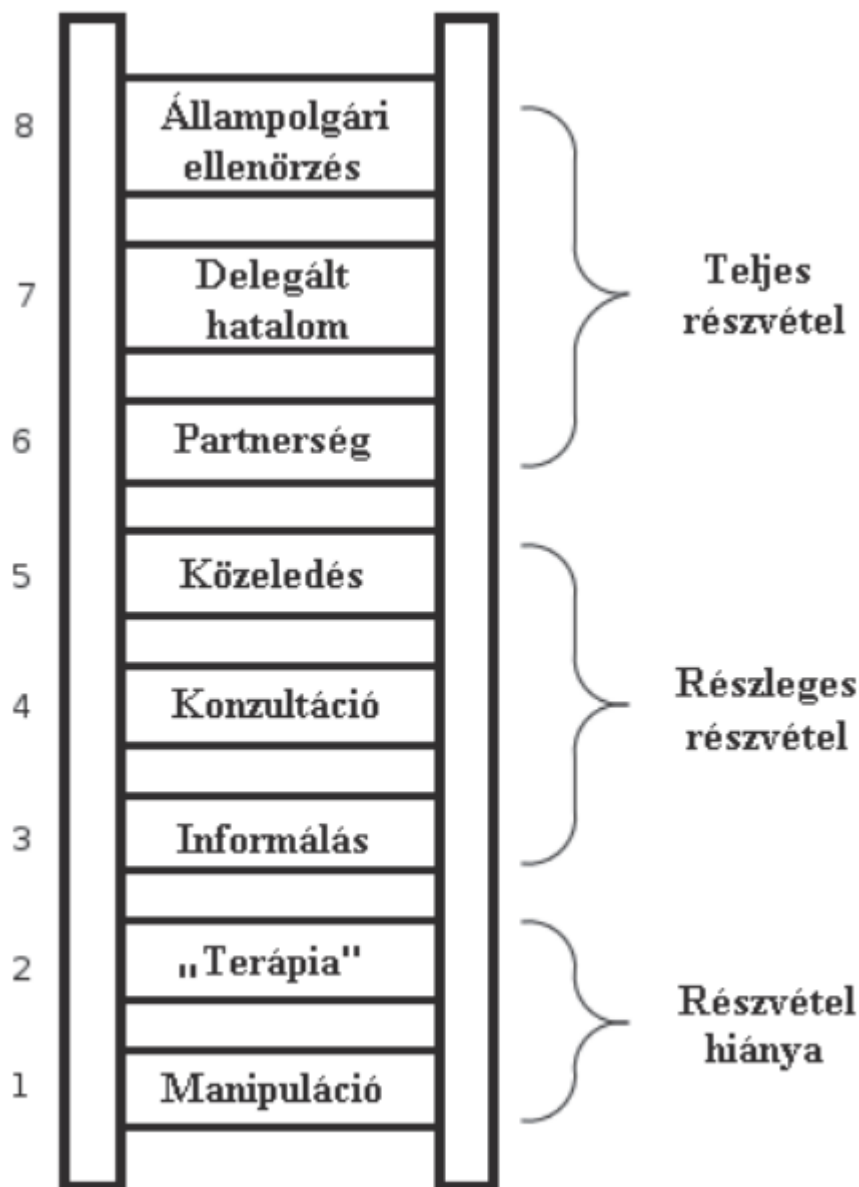 8
Állampolgári
ellenörzés
7
Delegált
hatalom
Teljes
részvétel
6
Partnerség
5
Közeledés
4
Konzultáció
Részleges
részvétel
3
Informálás
2
„Terápia"
Részvétel
hiánya
1
Manipuláció